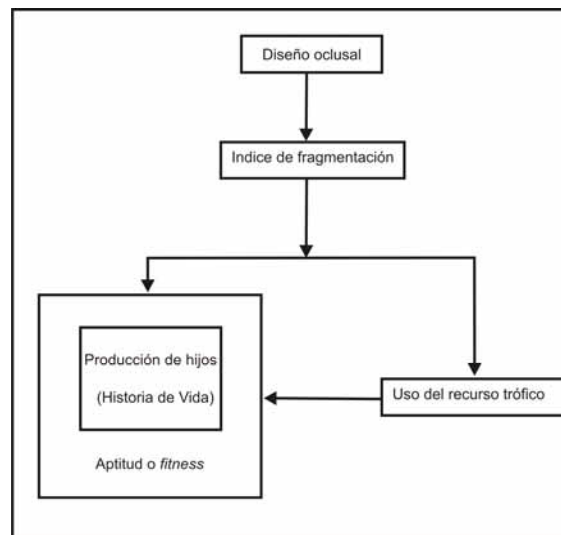 Diseño oclusal
Indice de fragmentación
Producción de hijos
(Historia de Vida)
Uso del recurso trófico
Aptitud o fitness